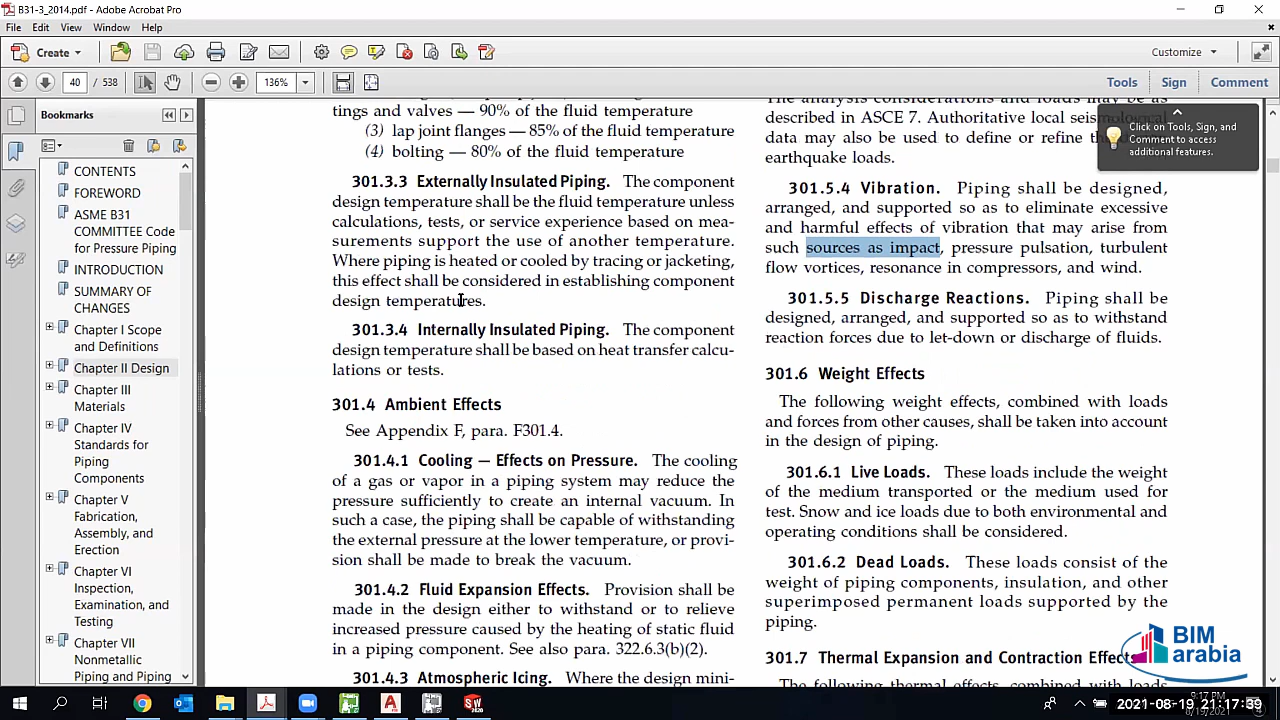 B31-3_2014.pdf - Adobe Acrobat Pro
File Edit View Window Help
Create
Customize
40 / 538
136%
Tools Sign Comment
Bookmarks
CONTENTS
FOREWORD
ASME B31
COMMITTEE Code
for Pressure Piping
INTRODUCTION
SUMMARY OF
CHANGES
Chapter I Scope
and Definitions
Chapter II Design
Chapter III
Materials
Chapter IV
Standards for
Piping
Components
Chapter V
Fabrication,
Assembly, and
Erection
Chapter VI
Inspection,
Examination, and
Testing
Chapter VII
Nonmetallic
Piping and Piping
tings and valves — 90% of the fluid temperature
(3) lap joint flanges — 85% of the fluid temperature
(4) bolting — 80% of the fluid temperature
301.3.3 Externally Insulated Piping. The component
design temperature shall be the fluid temperature unless
calculations, tests, or service experience based on mea-
surements support the use of another temperature.
Where piping is heated or cooled by tracing or jacketing,
this effect shall be considered in establishing component
design temperatures.
301.3.4 Internally Insulated Piping. The component
design temperature shall be based on heat transfer calcu-
lations or tests.
301.4 Ambient Effects
See Appendix F, para. F301.4.
301.4.1 Cooling — Effects on Pressure. The cooling
of a gas or vapor in a piping system may reduce the
pressure sufficiently to create an internal vacuum. In
such a case, the piping shall be capable of withstanding
the external pressure at the lower temperature, or provi-
sion shall be made to break the vacuum.
301.4.2 Fluid Expansion Effects. Provision shall be
made in the design either to withstand or to relieve
increased pressure caused by the heating of static fluid
in a piping component. See also para. 322.6.3(b)(2).
301.4.3 Atmospheric Icing. Where the design mini-
The analysis considerations and loads may be as
described in ASCE 7. Authoritative local seismological
data may also be used to define or refine the
earthquake loads.
301.5.4 Vibration. Piping shall be designed,
arranged, and supported so as to eliminate excessive
and harmful effects of vibration that may arise from
such sources as impact, pressure pulsation, turbulent
flow vortices, resonance in compressors, and wind.
301.5.5 Discharge Reactions. Piping shall be
designed, arranged, and supported so as to withstand
reaction forces due to let-down or discharge of fluids.
301.6 Weight Effects
The following weight effects, combined with loads
and forces from other causes, shall be taken into account
in the design of piping.
301.6.1 Live Loads. These loads include the weight
of the medium transported or the medium used for
test. Snow and ice loads due to both environmental and
operating conditions shall be considered.
301.6.2 Dead Loads. These loads consist of the
weight of piping components, insulation, and other
superimposed permanent loads supported by the
piping.
301.7 Thermal Expansion and Contraction Effect
The following thermal effects, combined with loads
Click on Tools, Sign, and
Comment to access
additional features.
BIM
arabia
9:17 PM
8/19/2021
2021-08-19 21:17:39